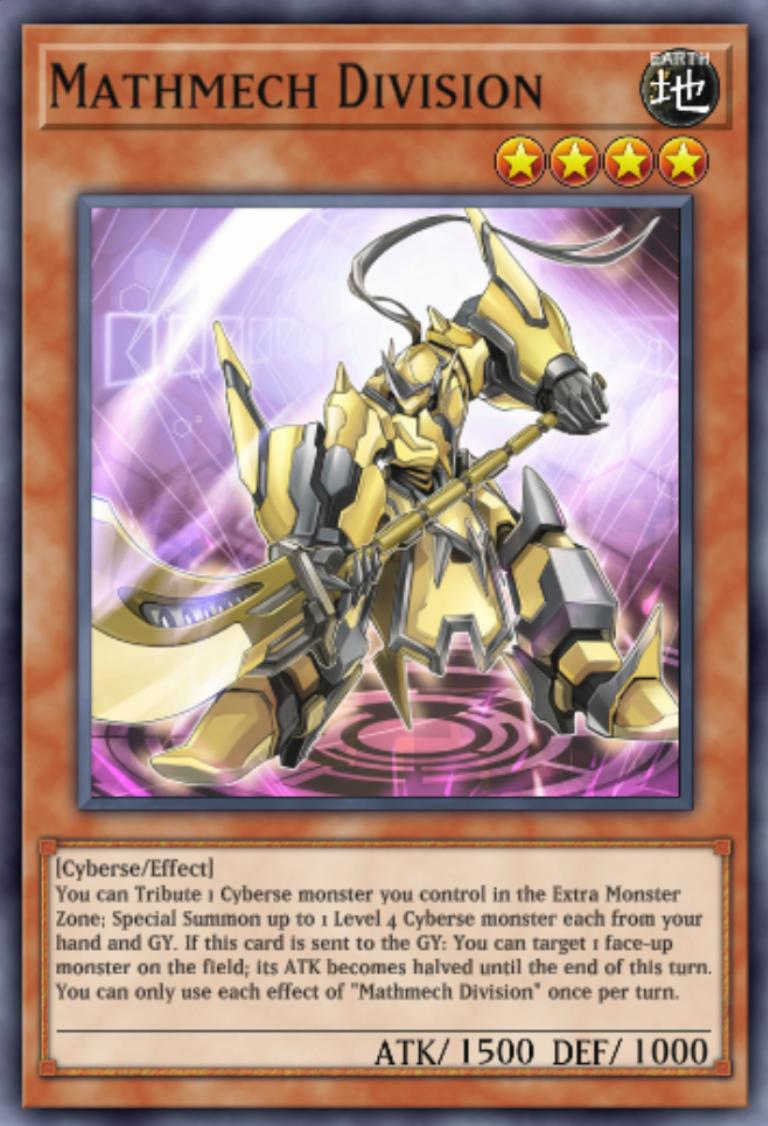 Mathmech Division
EARTH
地
[Cyberse/Effect]
You can Tribute 1 Cyberse monster you control in the Extra Monster
Zone; Special Summon up to 1 Level 4 Cyberse monster each from your
hand and GY. If this card is sent to the GY: You can target 1 face-up
monster on the field; its ATK becomes halved until the end of this turn.
You can only use each effect of "Mathmech Division" once per turn.
ATK/ 1500 DEF/ 1000